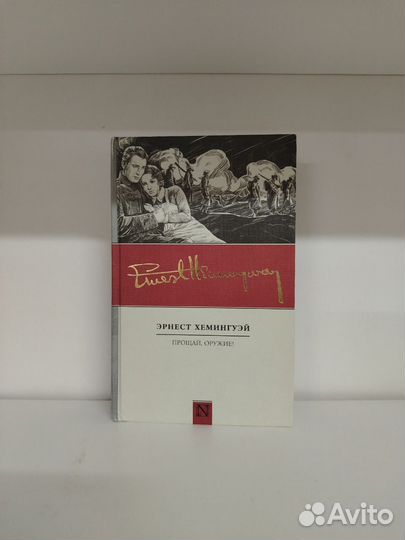 Ernest Hemingway
ЭРНЕСТ ХЕМИНГУЭЙ
ПРОЩАЙ, ОРУЖИЕ!
N
Avito